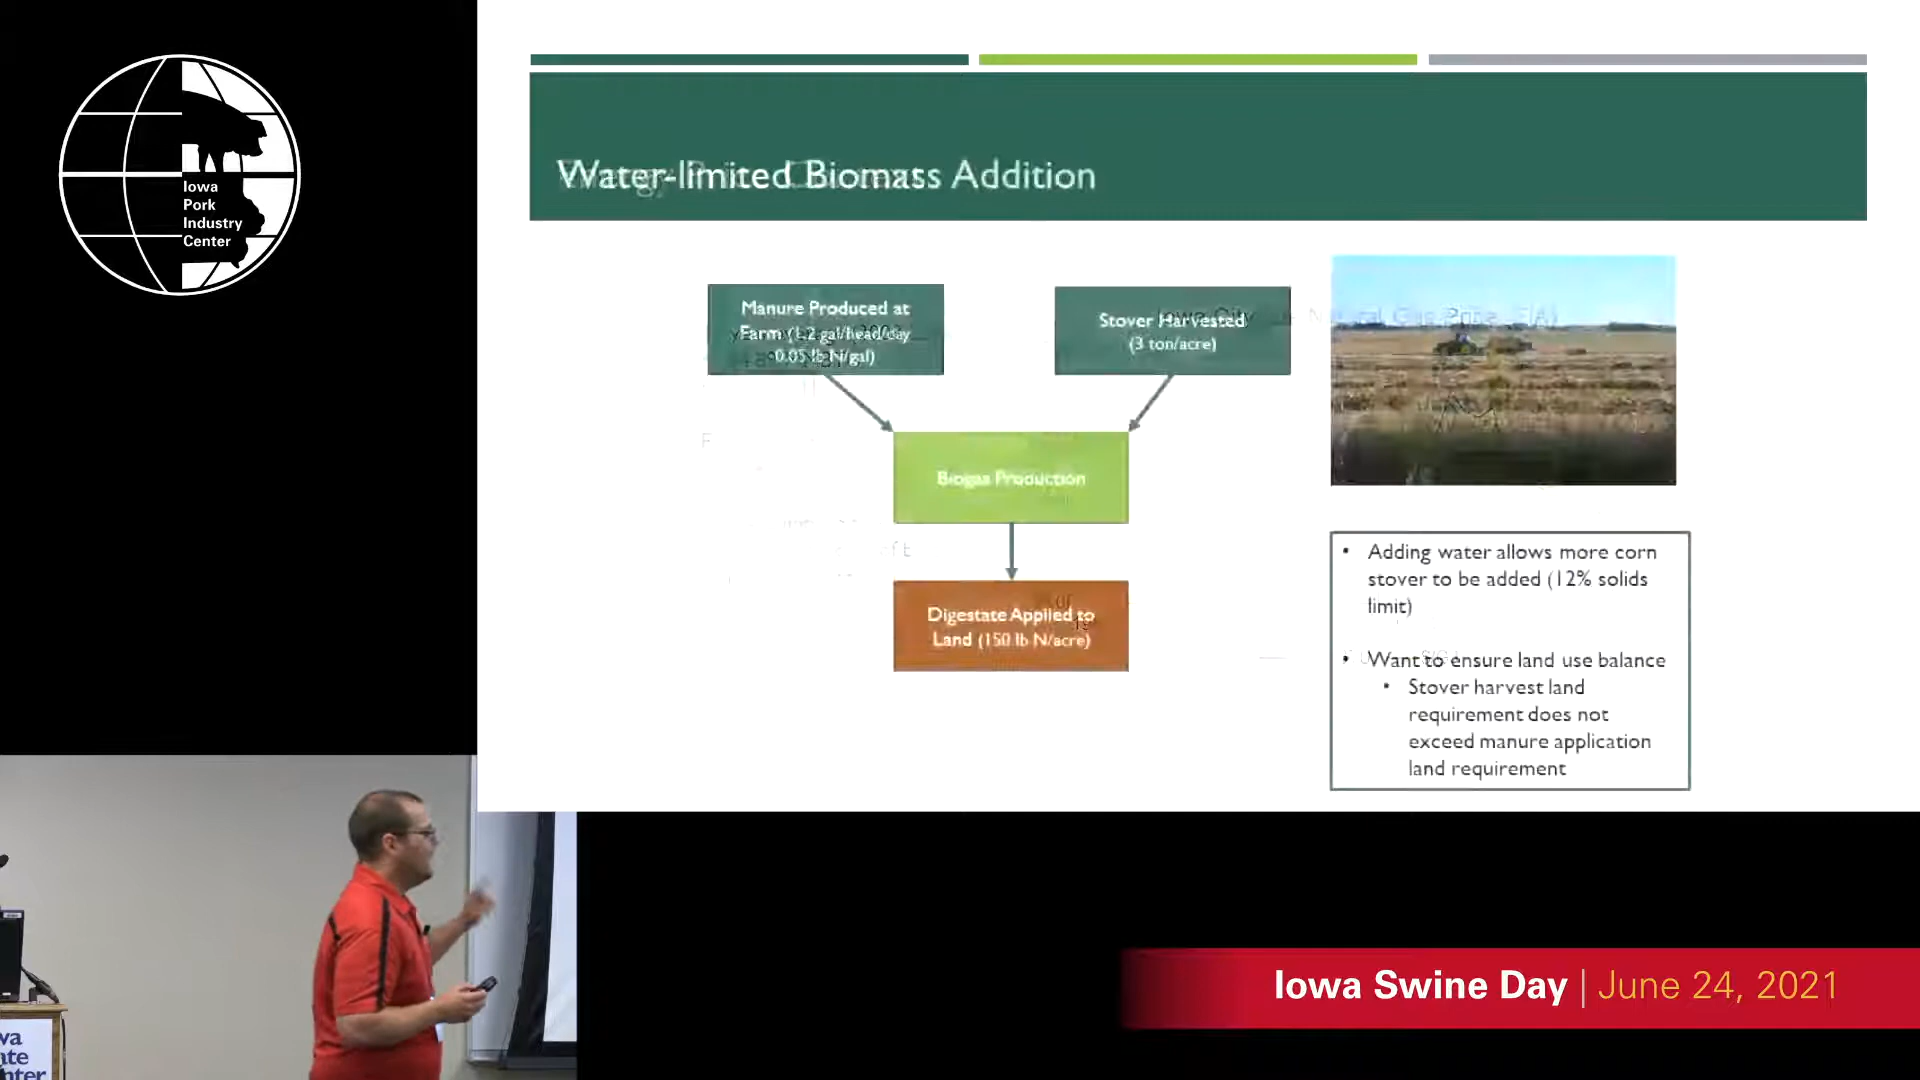 Iowa
Pork
Industry
Center
Water-limited Biomass Addition
Manure Produced at
Farm (1.2 gal/head/day
0.05 lb N/gal)
Stover Harvested
(3 ton/acre)
Biogas Production
Digestate Applied to
Land (150 lb N/acre)
• Adding water allows more corn
stover to be added (12% solids
limit)
• Want to ensure land use balance
• Stover harvest land
requirement does not
exceed manure application
land requirement
Iowa Swine Day | June 24, 2021